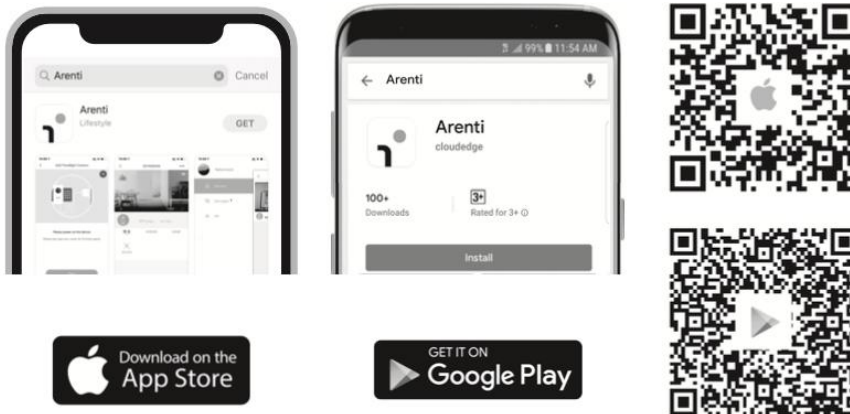 Arenti
Cancel
Arenti
Lifestyle
GET
99% 11:54 AM
Arenti
Arenti
cloudedge
100+
Downloads
3+
Rated for 3+
Install
Download on the
App Store
GET IT ON
Google Play